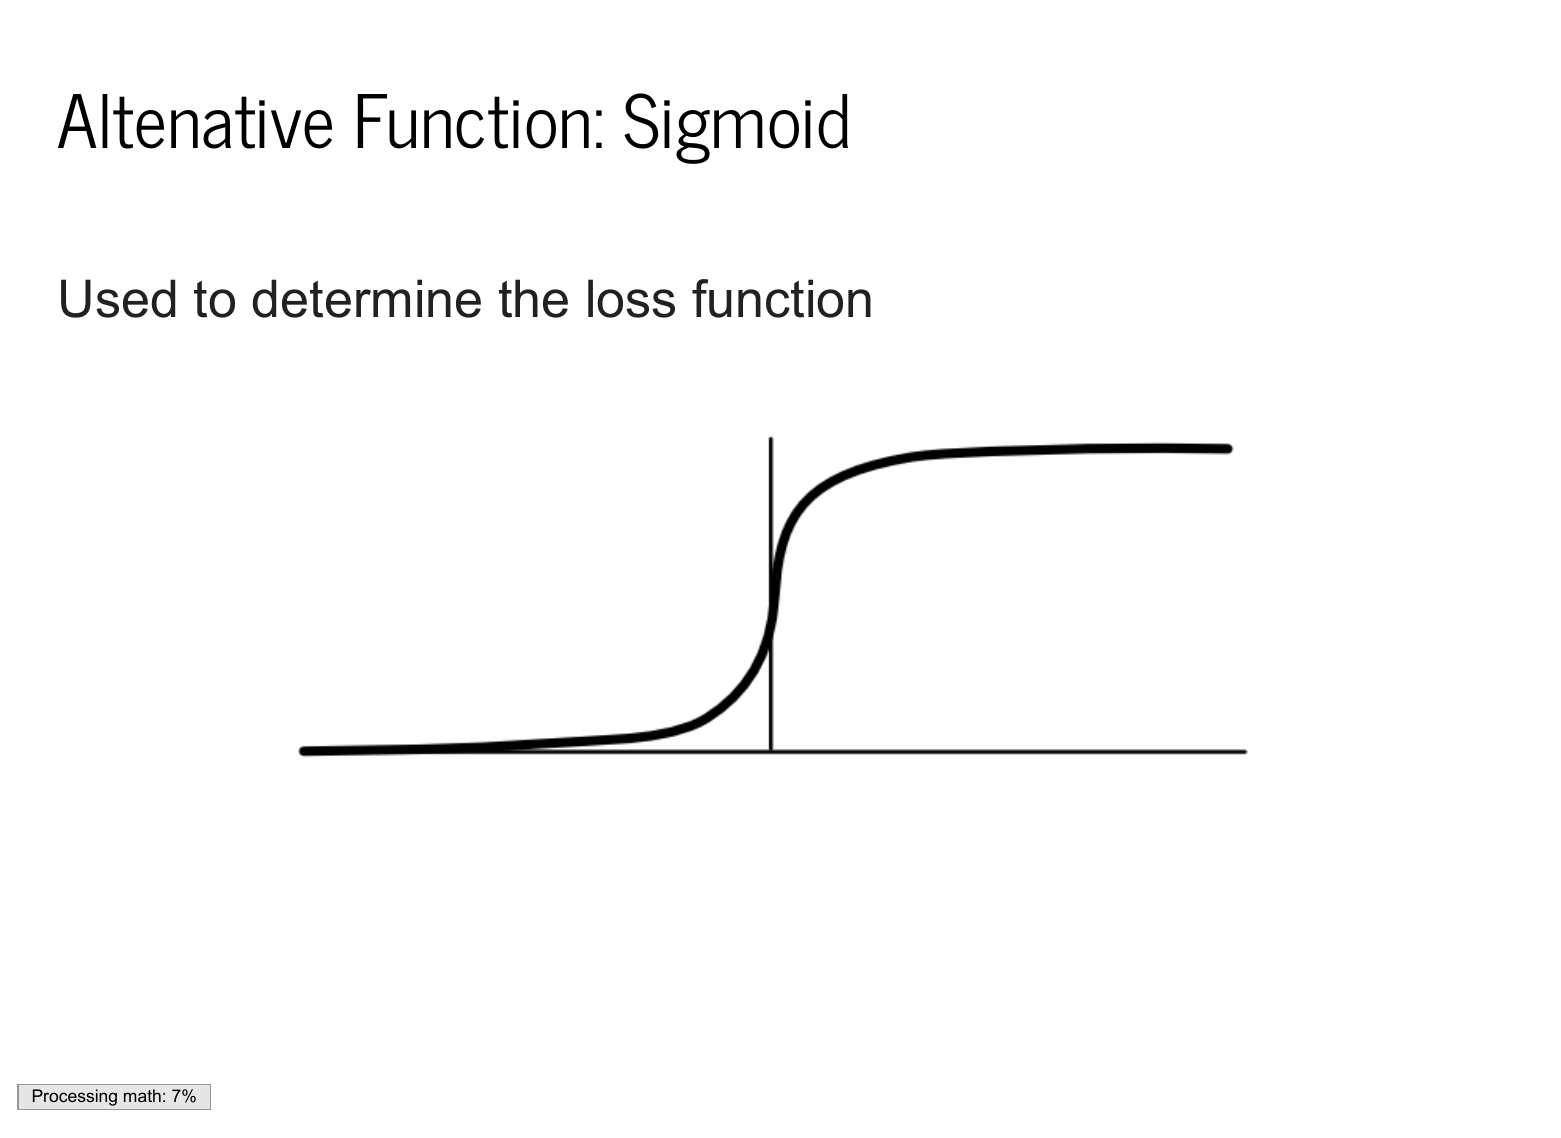 Altenative Function: Sigmoid
Used to determine the loss function
Processing math: 7%